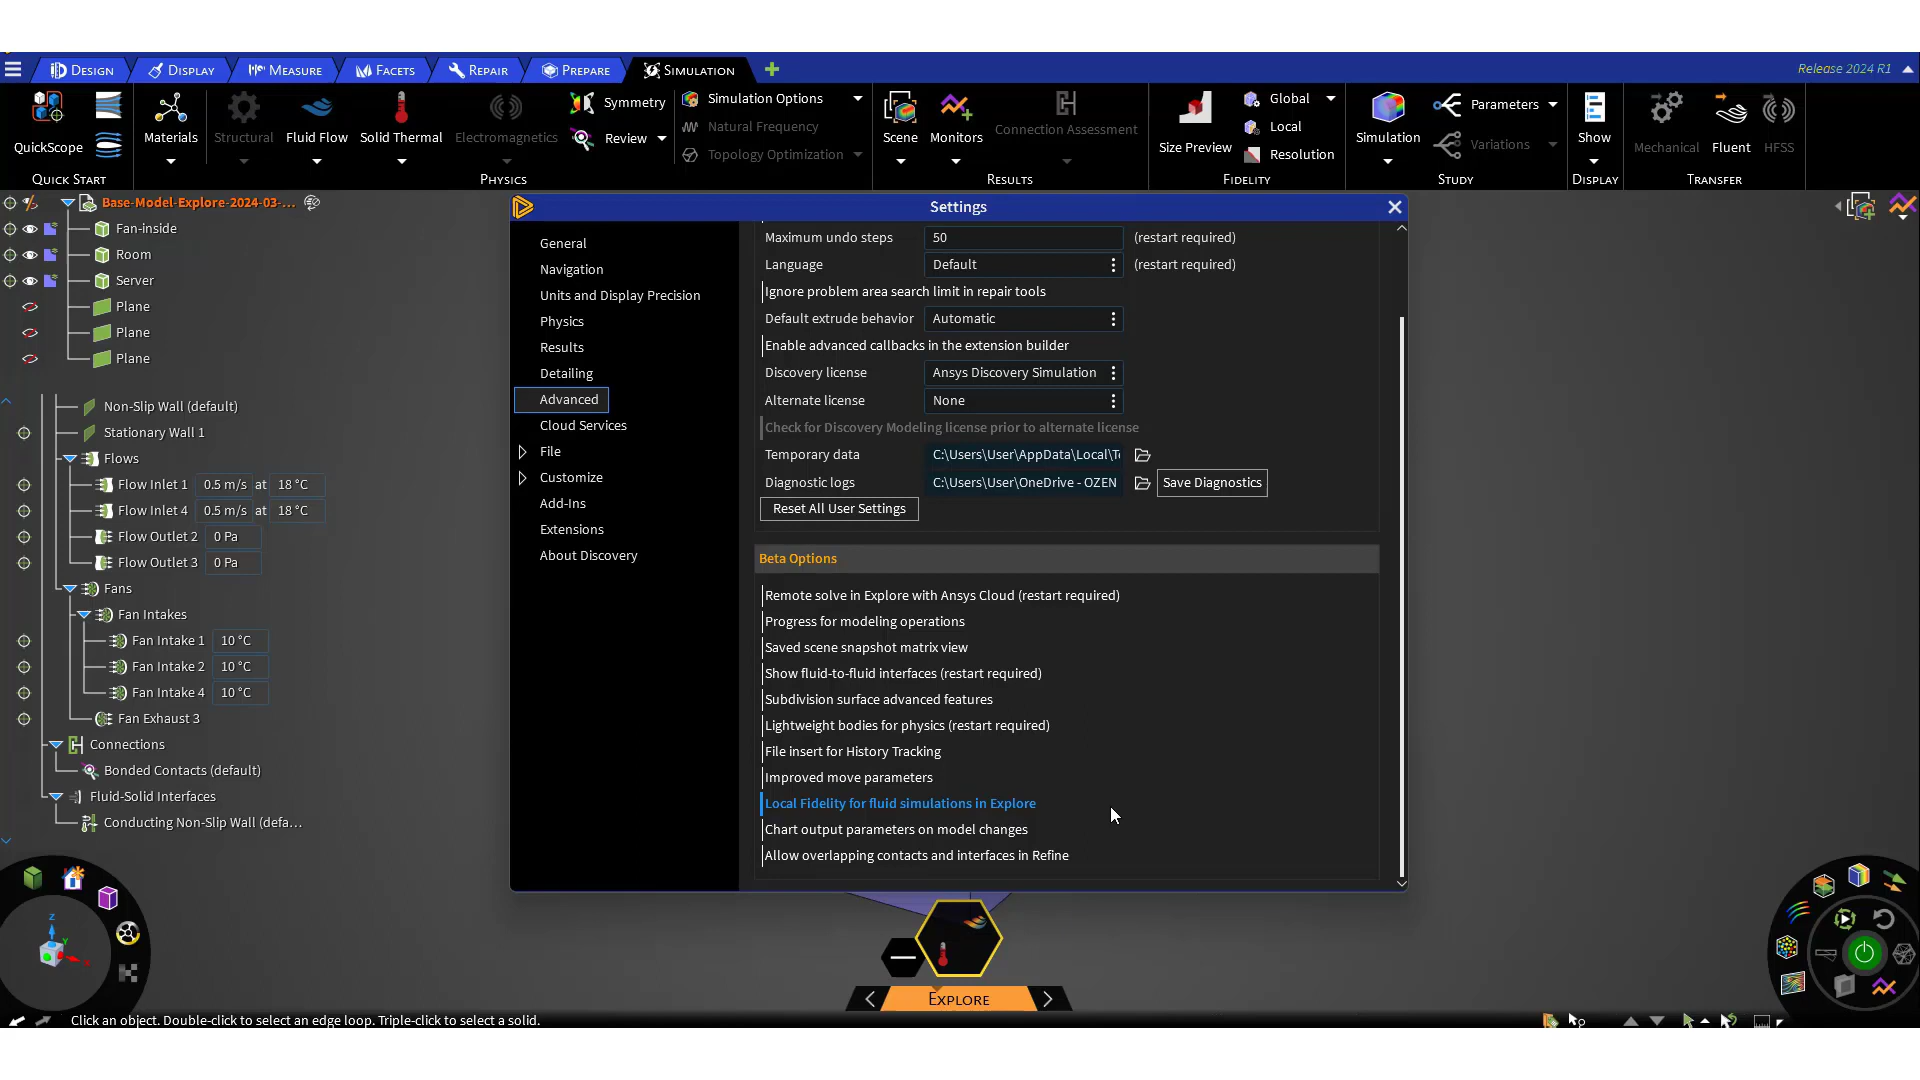 DESIGN DISPLAY MEASURE FACETS REPAIR PREPARE SIMULATION Release 2024 R1
QuickScope
QUICK START
Materials Structural Fluid Flow Solid Thermal Electromagnetics
Symmetry
Review
PHYSICS
Simulation Options
Natural Frequency
Topology Optimization
Scene Monitors Connection Assessment
RESULTS
Size Preview
Global
Local
Resolution
FIDELITY
Simulation
Parameters
Variations
STUDY
Show
DISPLAY
Mechanical Fluent HFSS
TRANSFER
Base-Model-Explore-2024-03-...
Fan-inside
Room
Server
Plane
Plane
Plane
Non-Slip Wall (default)
Stationary Wall 1
Flows
Flow Inlet 1 0.5 m/s at 18 °C
Flow Inlet 4 0.5 m/s at 18 °C
Flow Outlet 2 0 Pa
Flow Outlet 3 0 Pa
Fans
Fan Intakes
Fan Intake 1 10 °C
Fan Intake 2 10 °C
Fan Intake 4 10 °C
Fan Exhaust 3
Connections
Bonded Contacts (default)
Fluid-Solid Interfaces
Conducting Non-Slip Wall (defa...
Settings
General
Navigation
Units and Display Precision
Physics
Results
Detailing
Advanced
Cloud Services
File
Customize
Add-Ins
Extensions
About Discovery
Maximum undo steps 50 (restart required)
Language Default (restart required)
Ignore problem area search limit in repair tools
Default extrude behavior Automatic
Enable advanced callbacks in the extension builder
Discovery license Ansys Discovery Simulation
Alternate license None
Check for Discovery Modeling license prior to alternate license
Temporary data C:\Users\User\AppData\Local\T
Diagnostic logs C:\Users\User\OneDrive - OZEN Save Diagnostics
Reset All User Settings
Beta Options
Remote solve in Explore with Ansys Cloud (restart required)
Progress for modeling operations
Saved scene snapshot matrix view
Show fluid-to-fluid interfaces (restart required)
Subdivision surface advanced features
Lightweight bodies for physics (restart required)
File insert for History Tracking
Improved move parameters
Local Fidelity for fluid simulations in Explore
Chart output parameters on model changes
Allow overlapping contacts and interfaces in Refine
Z
Y
X
EXPLORE
Click an object. Double-click to select an edge loop. Triple-click to select a solid.